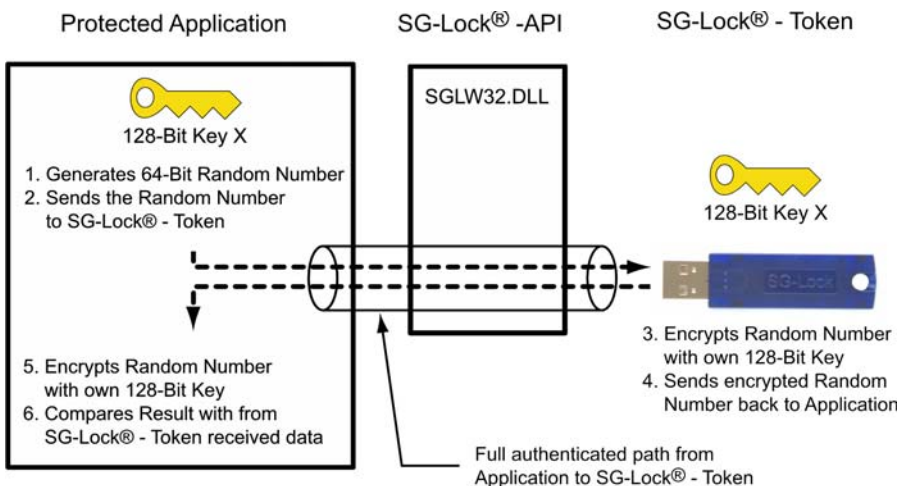 Protected Application
SG-Lock® -API
SG-Lock® - Token
SGLW32.DLL
128-Bit Key X
1. Generates 64-Bit Random Number
2. Sends the Random Number
to SG-Lock® - Token
128-Bit Key X
SG-Lock
3. Encrypts Random Number
with own 128-Bit Key
4. Sends encrypted Random
Number back to Application
5. Encrypts Random Number
with own 128-Bit Key
6. Compares Result with from
SG-Lock® - Token received data
Full authenticated path from
Application to SG-Lock® - Token